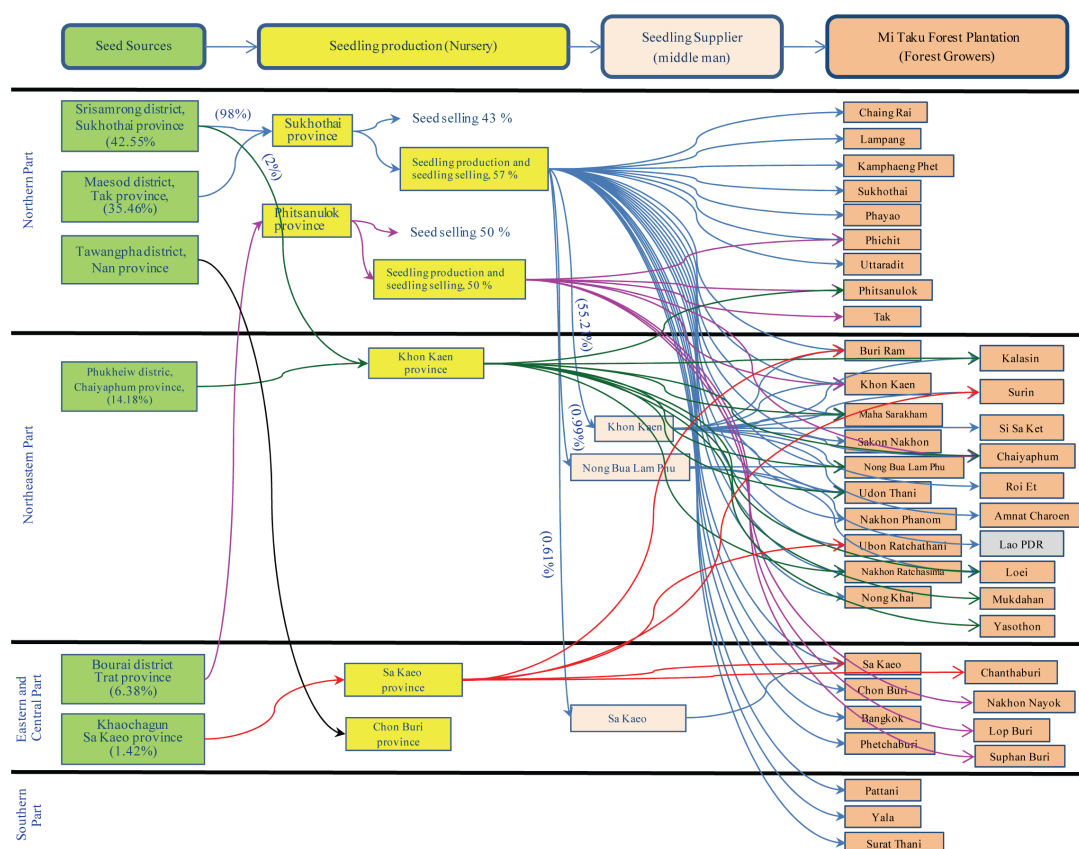 Seed Sources
Seedling production (Nursery)
Seedling Supplier
(middle man)
Mi Taku Forest Plantation
(Forest Growers)
Northern Part
Srisamrong district,
Sukhothai province
(42.55%
Maesod district,
Tak province,
(35.46%)
Tawangpha district,
Nan province
(98%)
(2%)
Sukhothai
province
Seed selling 43 %
Seedling production and
seedling selling, 57 %
Phitsanulok
province
Seed selling 50 %
Seedling production and
seedling selling, 50 %
(55.27%)
(0.99%)
(0.61%)
Chaing Rai
Lampang
Kamphaeng Phet
Sukhothai
Phayao
Phichit
Uttaradit
Phitsanulok
Tak
Northeastem Part
Phukheiw distric,
Chaiyaphum province,
(14.18%)
Khon Kaen
province
Khon Kaen
Nong Bua Lam Phu
Buri Ram
Khon Kaen
Maha Sarakham
Sakon Nakhon
Nong Bua Lam Phu
Udon Thani
Nakhon Phanom
Ubon Ratchathani
Nakhon Ratchasima
Nong Khai
Kalasin
Surin
Si Sa Ket
Chaiyaphum
Roi Et
Amnat Charoen
Lao PDR
Loei
Mukdahan
Yasothon
Eastern and
Central Part
Bourai district
Trat province
(6.38%)
Khaochagun
Sa Kaeo province
(1.42%)
Sa Kaeo
province
Chon Buri
province
Sa Kaeo
Sa Kaeo
Chon Buri
Bangkok
Phetchaburi
Chanthaburi
Nakhon Nayok
Lop Buri
Suphan Buri
Southern
Part
Pattani
Yala
Surat Thani